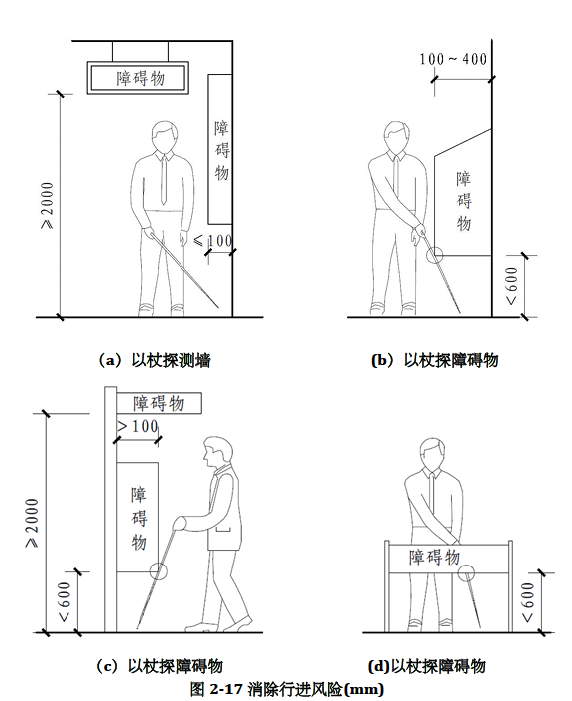 障碍物
障碍物
≥2000
≤100
（a）以杖探测墙
100～400
障碍物
<600
(b）以杖探障碍物
障碍物
>100
障碍物
≥2000
<600
（c）以杖探障碍物
障碍物
<600
(d)以杖探障碍物
图 2-17 消除行进风险(mm)